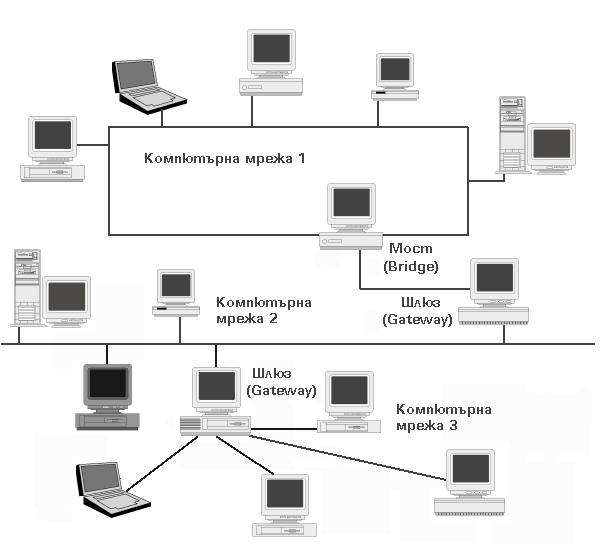 Компютърна мрежа 1
Мост
(Bridge)
Шлюз
(Gateway)
Компютърна
мрежа 2
Шлюз
(Gateway)
Компютърна
мрежа 3